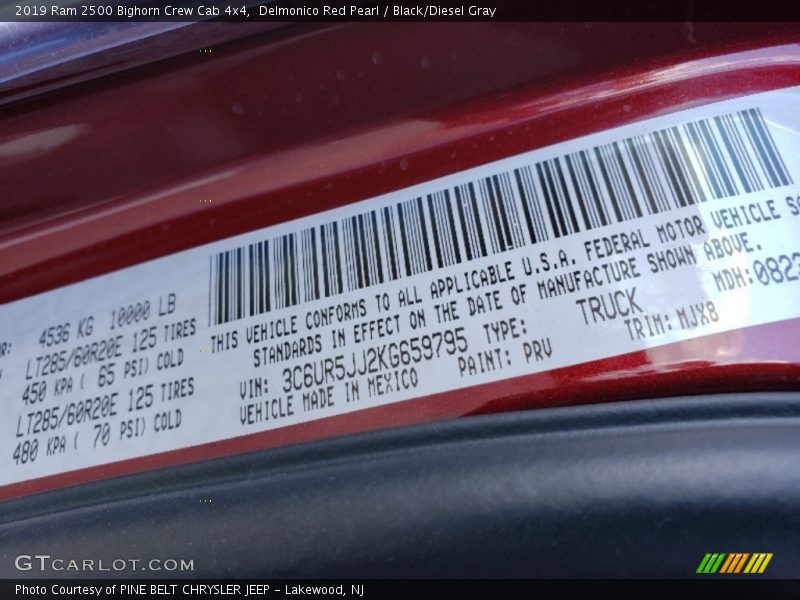 2019 Ram 2500 Bighorn Crew Cab 4x4, Delmonico Red Pearl / Black/Diesel Gray
4536 KG 10000 LB
LT285/60R20E 125 TIRES
450 KPA ( 65 PSI) COLD
LT285/60R20E 125 TIRES
480 KPA ( 70 PSI) COLD
THIS VEHICLE CONFORMS TO ALL APPLICABLE U.S.A. FEDERAL MOTOR VEHICLE
STANDARDS IN EFFECT ON THE DATE OF MANUFACTURE SHOWN ABOVE.
VIN: 3C6UR5JJ2KG659795 TYPE: TRUCK MDH:0823
VEHICLE MADE IN MEXICO PAINT: PRV TRIM: MJX8
GTCARLOT.COM
Photo Courtesy of PINE BELT CHRYSLER JEEP - Lakewood, NJ